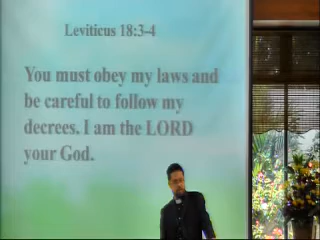 Leviticus 18:3-4
You must obey my laws and
be careful to follow my
decrees. I am the LORD
your God.